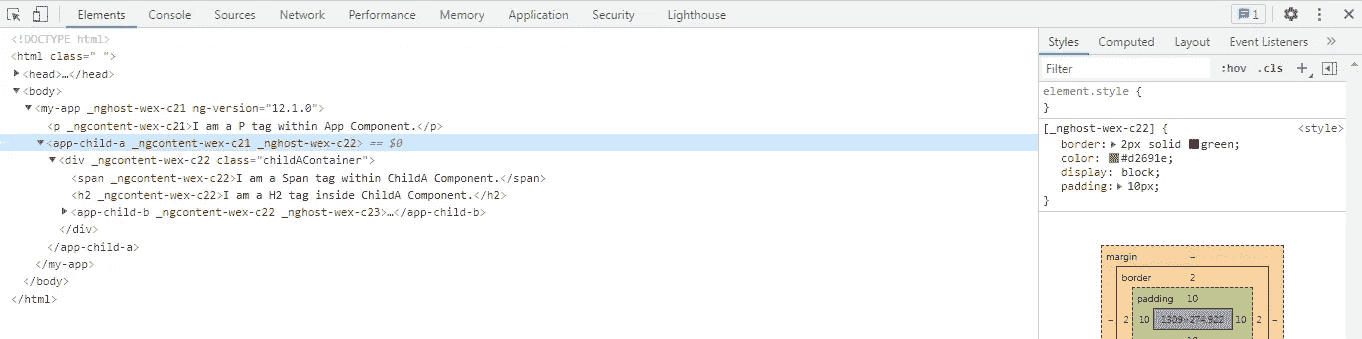 Elements Console Sources Network Performance Memory Application Security Lighthouse 1
<!DOCTYPE html>
<html class=" ">
<head>…</head>
<body>
<my-app _nghost-wex-c21 ng-version="12.1.0">
<p _ngcontent-wex-c21>I am a P tag within App Component.</p>
<app-child-a _ngcontent-wex-c21 _nghost-wex-c22> == $0
<div _ngcontent-wex-c22 class="childAContainer">
<span _ngcontent-wex-c22>I am a Span tag within ChildA Component.</span>
<h2 _ngcontent-wex-c22>I am a H2 tag inside ChildA Component.</h2>
<app-child-b _ngcontent-wex-c22 _nghost-wex-c23>…</app-child-b>
</div>
</app-child-a>
</my-app>
</body>
</html>
Styles Computed Layout Event Listeners »
Filter :hov .cls +
element.style {
}
[_nghost-wex-c22] { <style>
border: 2px solid green;
color: #d2691e;
display: block;
padding: 10px;
}
margin –
border 2
padding 10
– 2 10 1309×274.922 10 2 –